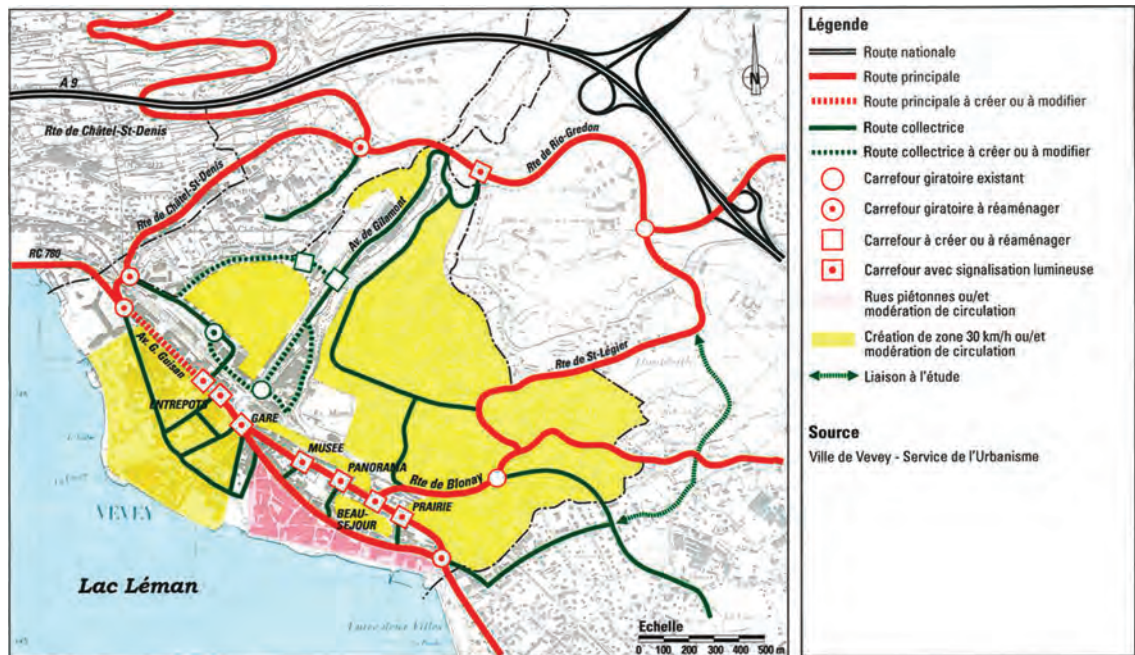 A 9
N
Rte de Châtel-St-Denis
Rte de Rio-Gredon
Rte de Châtel-St-Denis
Av. de Gilamont
RC 780
Av. G. Guisan
Rte de St-Légier
ENTREPOTS
GARE
MUSEE
PANORAMA
Rte de Blonay
PRAIRIE
BEAU-
SEJOUR
VEVEY
Lac Léman
Entre deux Villes
Echelle
0 100 200 300 400 500 m
Légende
Route nationale
Route principale
Route principale à créer ou à modifier
Route collectrice
Route collectrice à créer ou à modifier
Carrefour giratoire existant
Carrefour giratoire à réaménager
Carrefour à créer ou à réaménager
Carrefour avec signalisation lumineuse
Rues piétonnes ou/et
modération de circulation
Création de zone 30 km/h ou/et
modération de circulation
Liaison à l'étude
Source
Ville de Vevey - Service de l'Urbanisme